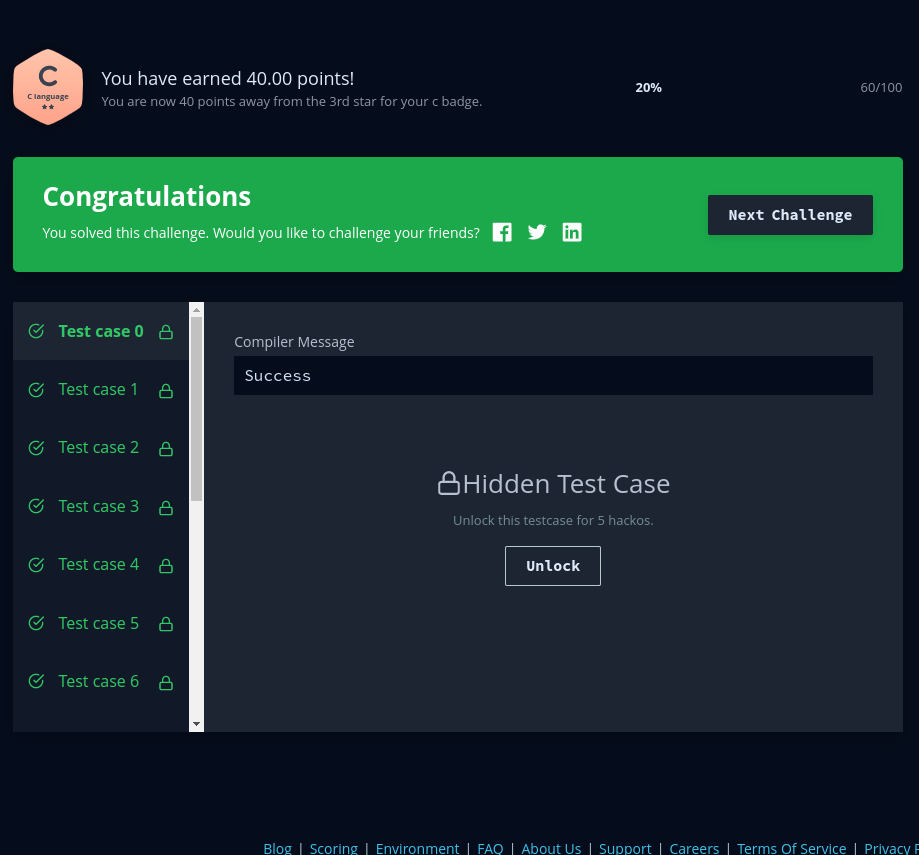 C
C language
You have earned 40.00 points!
You are now 40 points away from the 3rd star for your c badge.
20%
60/100
Congratulations
You solved this challenge. Would you like to challenge your friends?
Next Challenge
Test case 0
Test case 1
Test case 2
Test case 3
Test case 4
Test case 5
Test case 6
Compiler Message
Success
Hidden Test Case
Unlock this testcase for 5 hackos.
Unlock
Blog | Scoring | Environment | FAQ | About Us | Support | Careers | Terms Of Service | Privacy